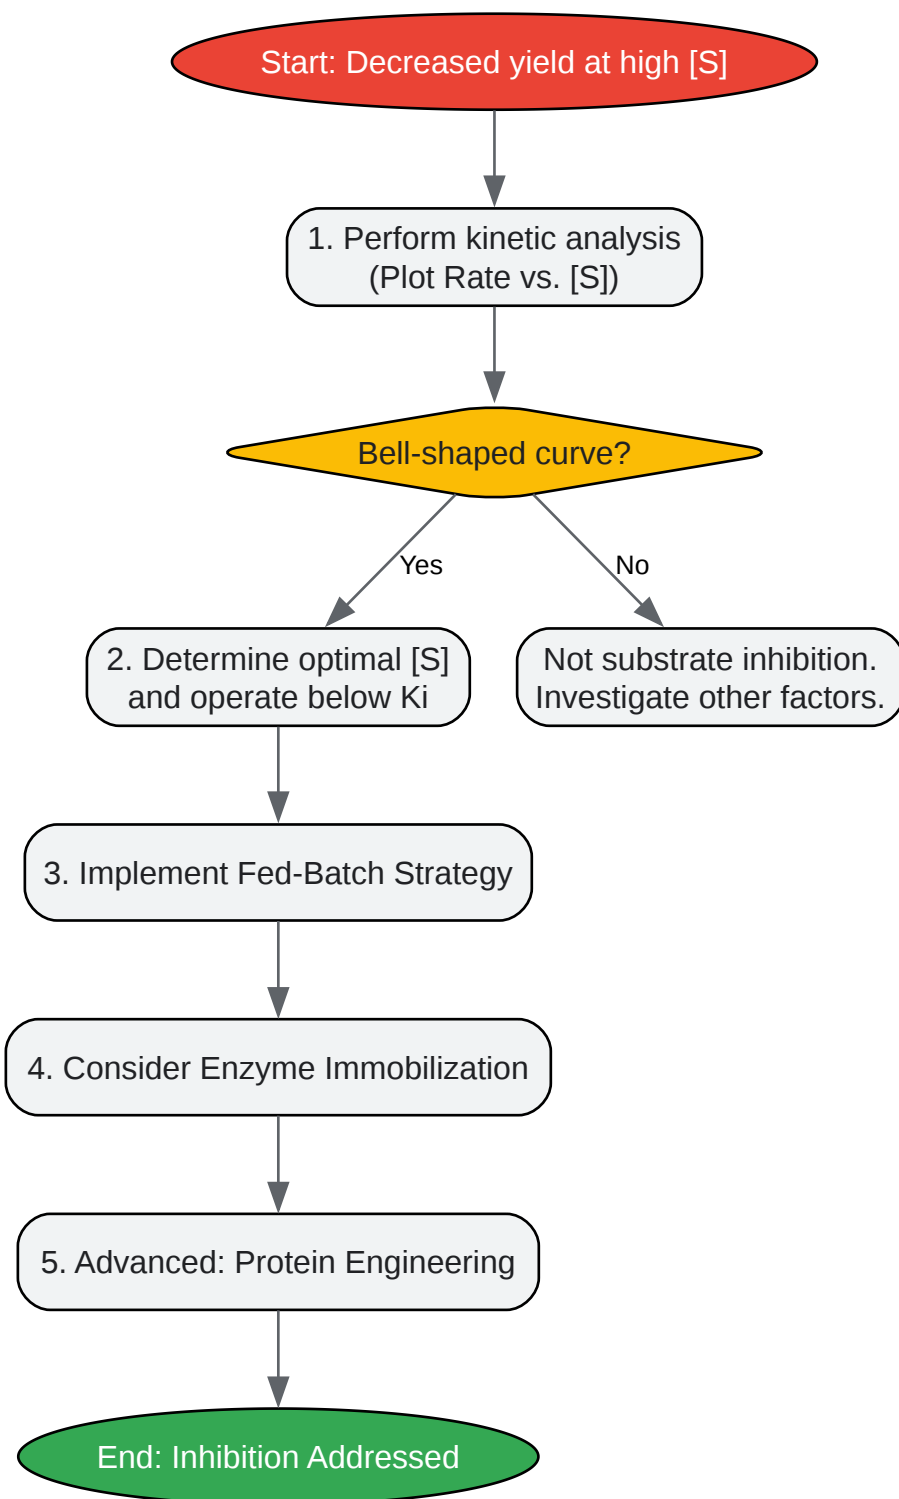 Start: Decreased yield at high [S]
1. Perform kinetic analysis
(Plot Rate vs. [S])
Bell-shaped curve?
Yes
No
2. Determine optimal [S]
and operate below Ki
Not substrate inhibition.
Investigate other factors.
3. Implement Fed-Batch Strategy
4. Consider Enzyme Immobilization
5. Advanced: Protein Engineering
End: Inhibition Addressed